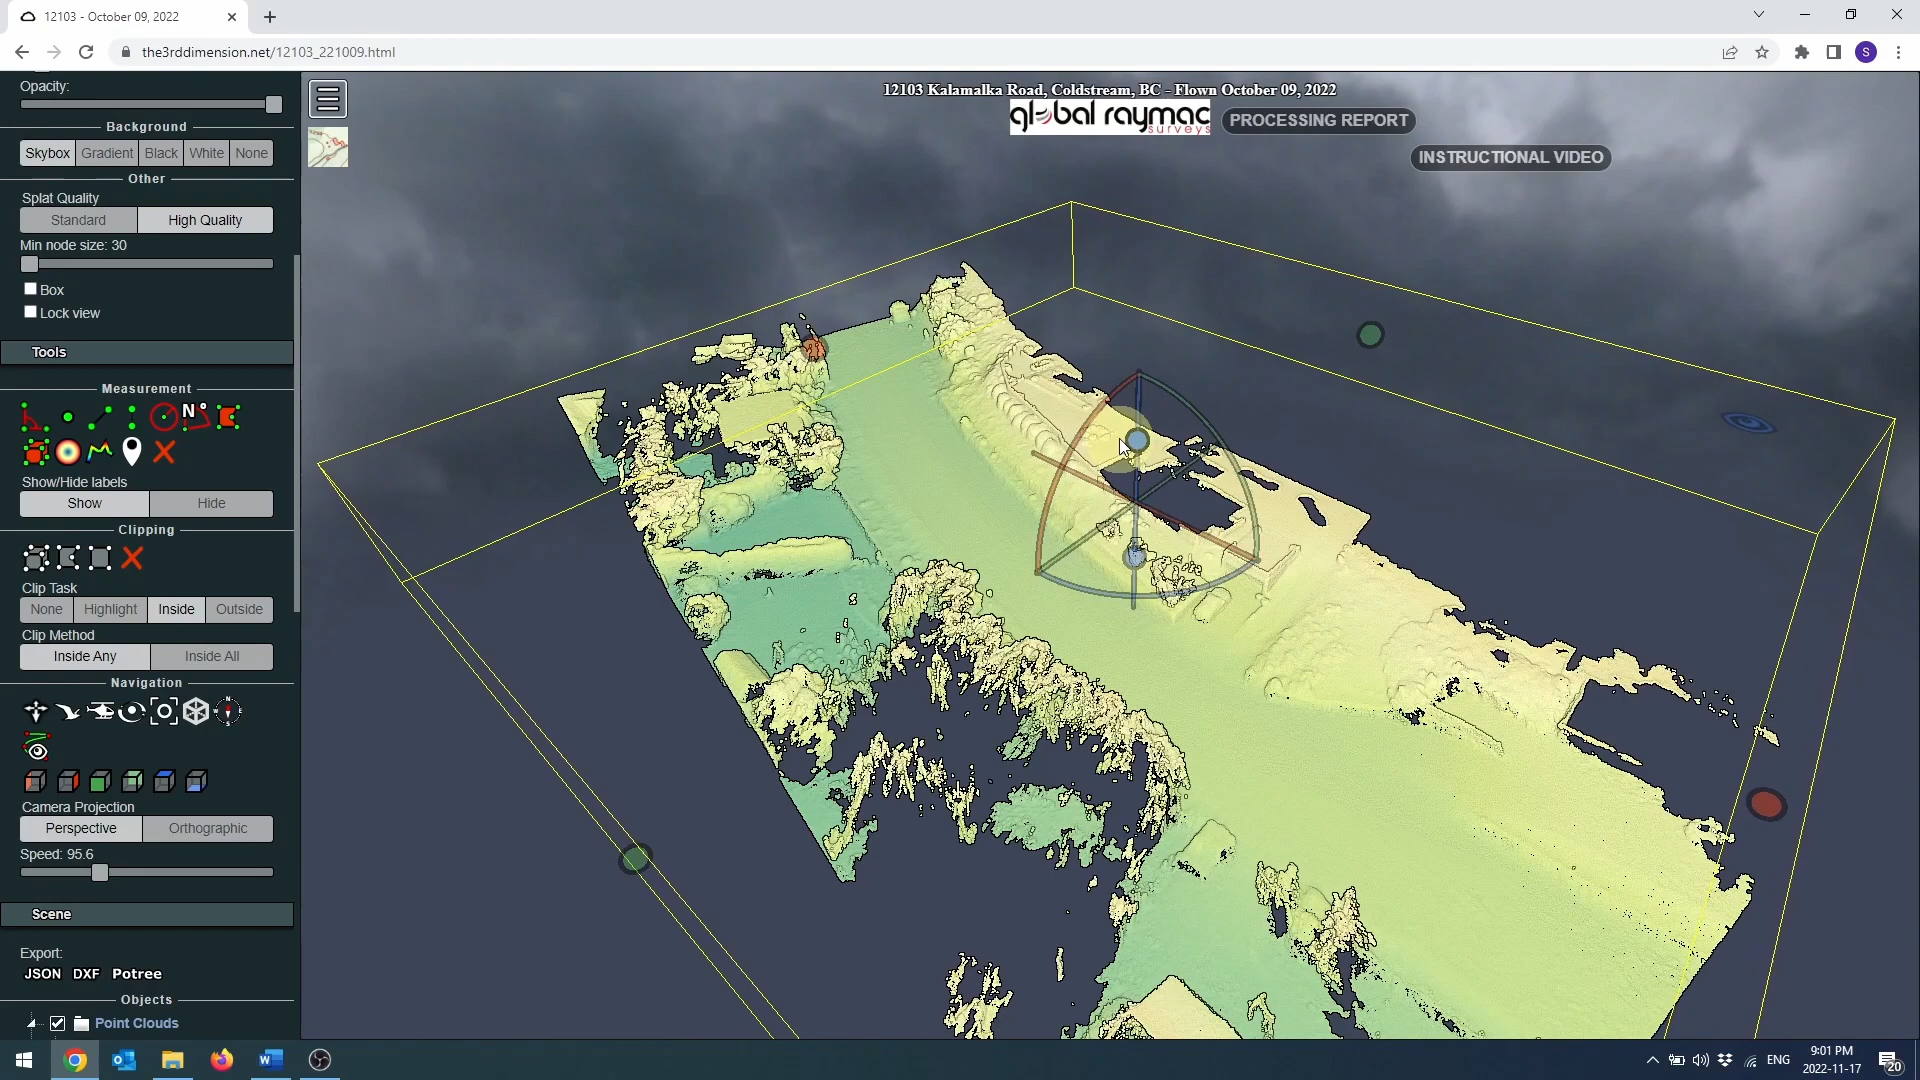 12103 - October 09, 2022
the3rddimension.net/12103_221009.html
S
12103 Kalamalka Road, Coldstream, BC - Flown October 09, 2022
global raymac
surveys
PROCESSING REPORT
INSTRUCTIONAL VIDEO
Opacity:
Background
Skybox Gradient Black White None
Other
Splat Quality
Standard High Quality
Min node size: 30
Box
Lock view
Tools
Measurement
N°
Show/Hide labels
Show Hide
Clipping
Clip Task
None Highlight Inside Outside
Clip Method
Inside Any Inside All
Navigation
Camera Projection
Perspective Orthographic
Speed: 95.6
Scene
Export:
JSON DXF Potree
Objects
Point Clouds
ENG
9:01 PM
2022-11-17
20